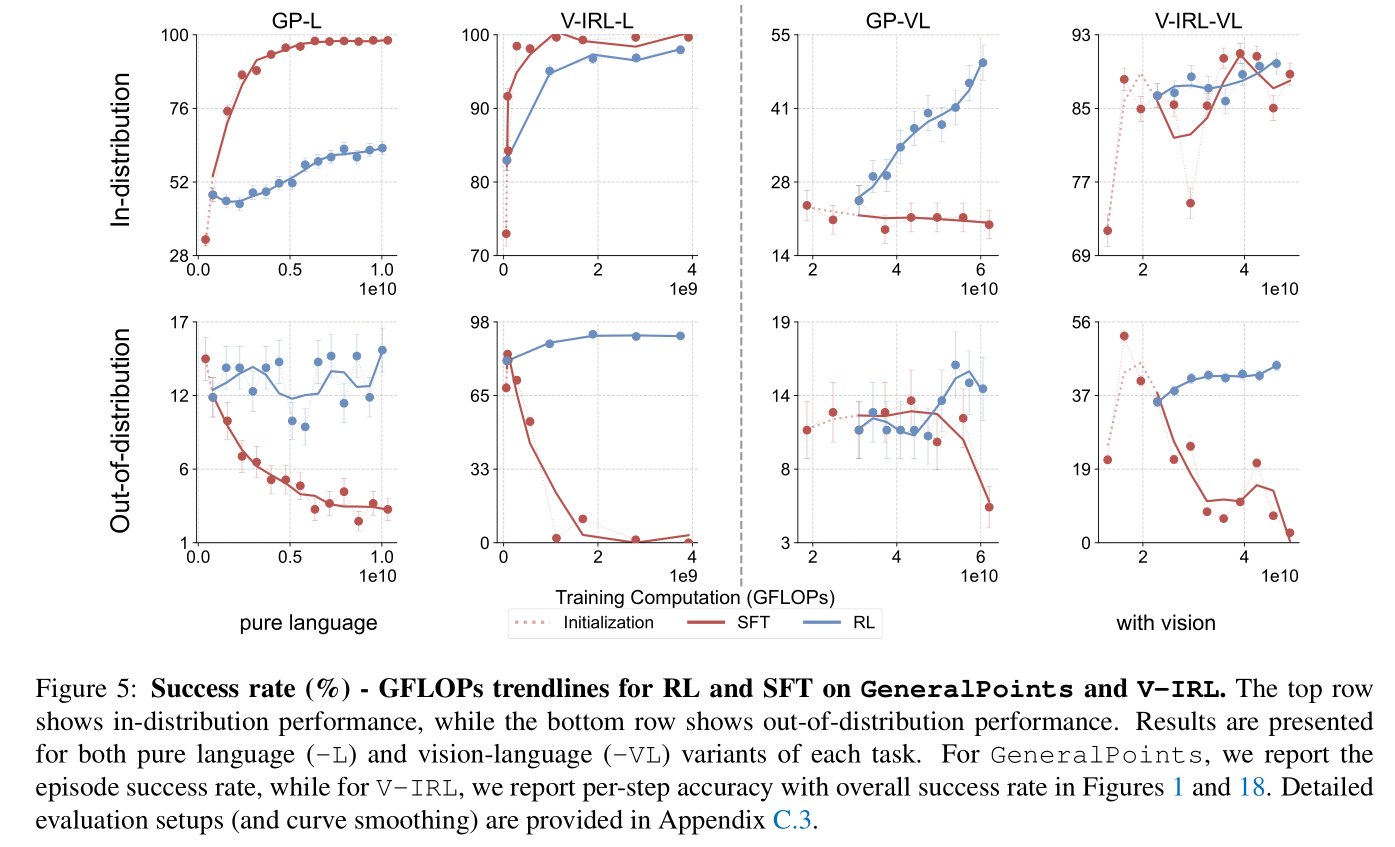 GP-L
V-IRL-L
GP-VL
V-IRL-VL
In-distribution
100
76
52
28
0.0 0.5 1.0
1e10
100
90
80
70
0 2 4
1e9
55
41
28
14
2 4 6
1e10
93
85
77
69
2 4
1e10
Out-of-distribution
17
12
6
1
0.0 0.5 1.0
1e10
98
65
33
0
0 2 4
1e9
19
14
8
3
2 4 6
1e10
56
37
19
0
2 4
1e10
Training Computation (GFLOPs)
pure language
Initialization SFT RL
with vision
Figure 5: Success rate (%) - GFLOPs trendlines for RL and SFT on GeneralPoints and V-IRL. The top row
shows in-distribution performance, while the bottom row shows out-of-distribution performance. Results are presented
for both pure language (-L) and vision-language (-VL) variants of each task. For GeneralPoints, we report the
episode success rate, while for V-IRL, we report per-step accuracy with overall success rate in Figures 1 and 18. Detailed
evaluation setups (and curve smoothing) are provided in Appendix C.3.